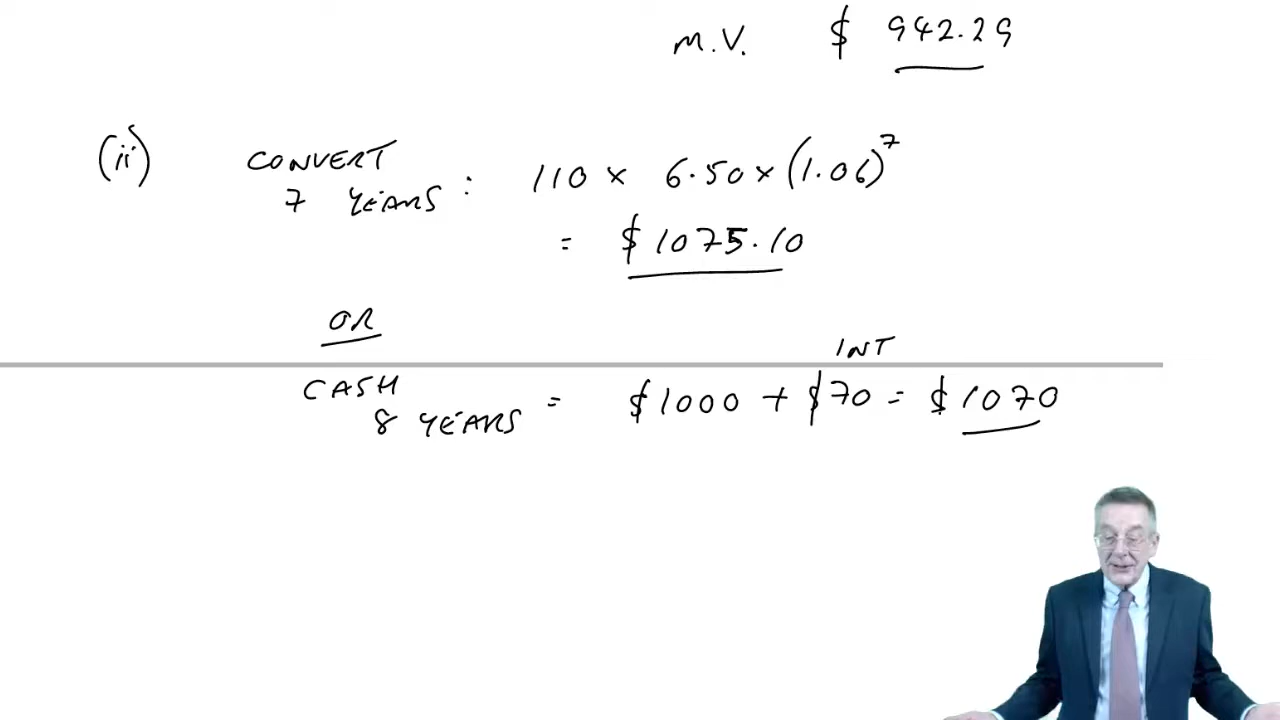 M.V. $ 942.29
(ii) CONVERT
7 YEARS : 110 × 6.50 × (1.06)⁷
= $ 1075.10
OR
INT
CASH
8 YEARS = $1000 + $70 = $1070